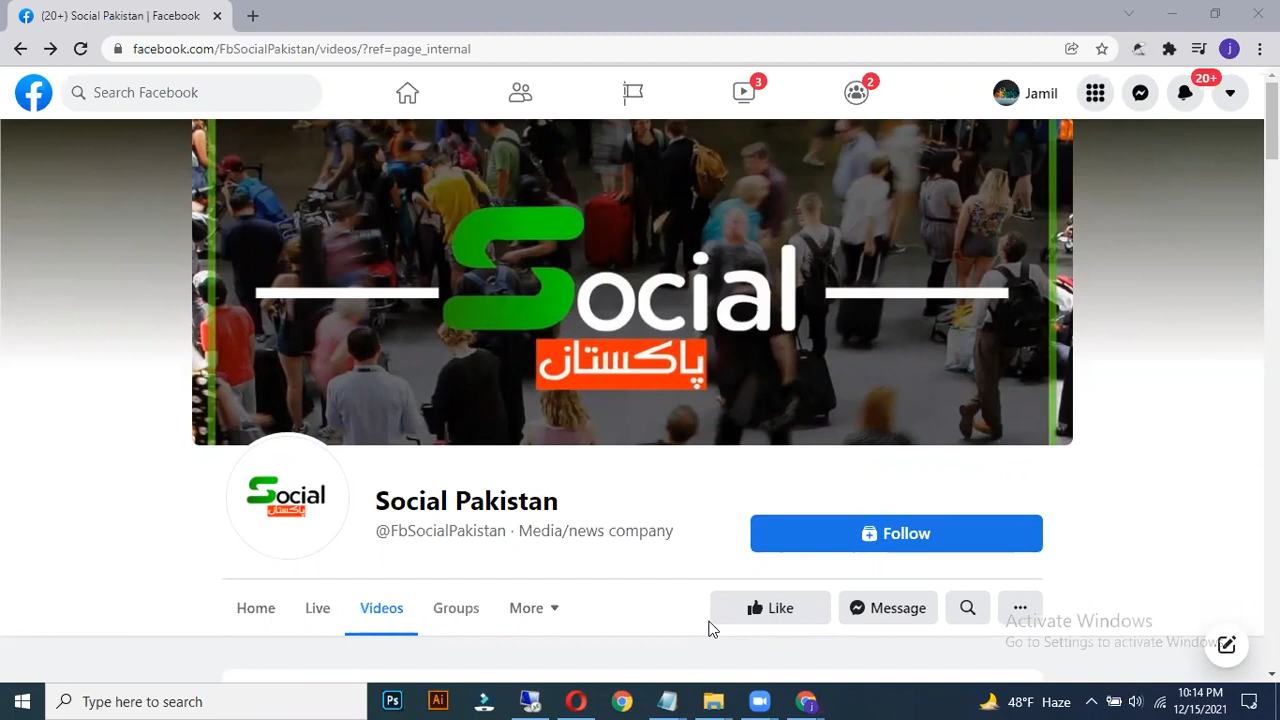 (20+) Social Pakistan | Facebook
facebook.com/FbSocialPakistan/videos/?ref=page_internal
Search Facebook
3
2
Jamil
20+
Social
پاکستان
Social
پاکستان
Social Pakistan
@FbSocialPakistan · Media/news company
Follow
Home Live Videos Groups More
Like Message
Activate Windows
Go to Settings to activate Windows
Type here to search
Ps
Ai
48°F Haze
10:14 PM
12/15/2021